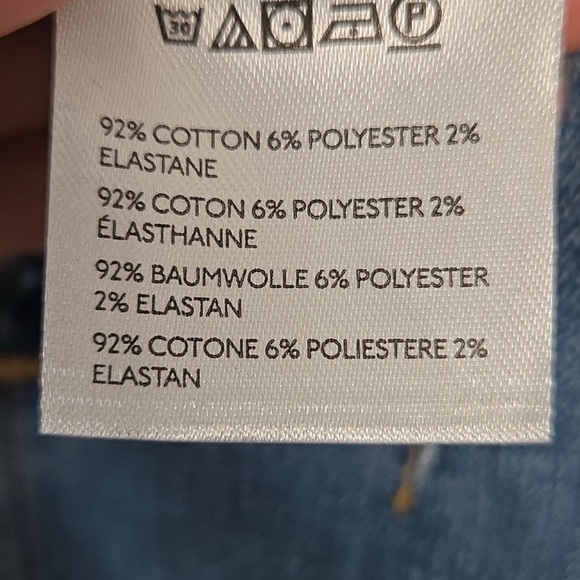 30 P
92% COTTON 6% POLYESTER 2%
ELASTANE
92% COTON 6% POLYESTER 2%
ÉLASTHANNE
92% BAUMWOLLE 6% POLYESTER
2% ELASTAN
92% COTONE 6% POLIESTERE 2%
ELASTAN